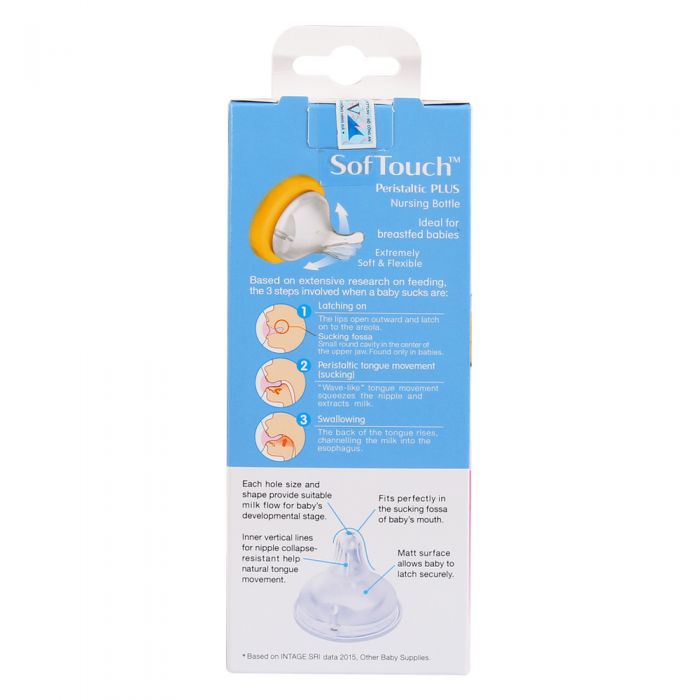 SofTouch™
Peristaltic PLUS
Nursing Bottle
Ideal for
breastfed babies
Extremely
Soft & Flexible
Based on extensive research on feeding,
the 3 steps involved when a baby sucks are:
1 Latching on
The lips open outward and latch
on to the areola.
Sucking fossa
Small round cavity in the center of
the upper jaw. Found only in babies.
2 Peristaltic tongue movement
(sucking)
"Wave-like" tongue movement
squeezes the nipple and
extracts milk.
3 Swallowing
The back of the tongue rises,
channelling the milk into the
esophagus.
Each hole size and
shape provide suitable
milk flow for baby's
developmental stage.
Fits perfectly in
the sucking fossa
of baby's mouth.
Inner vertical lines
for nipple collapse-
resistant help
natural tongue
movement.
Matt surface
allows baby to
latch securely.
*Based on INTAGE SRI data 2015, Other Baby Supplies.